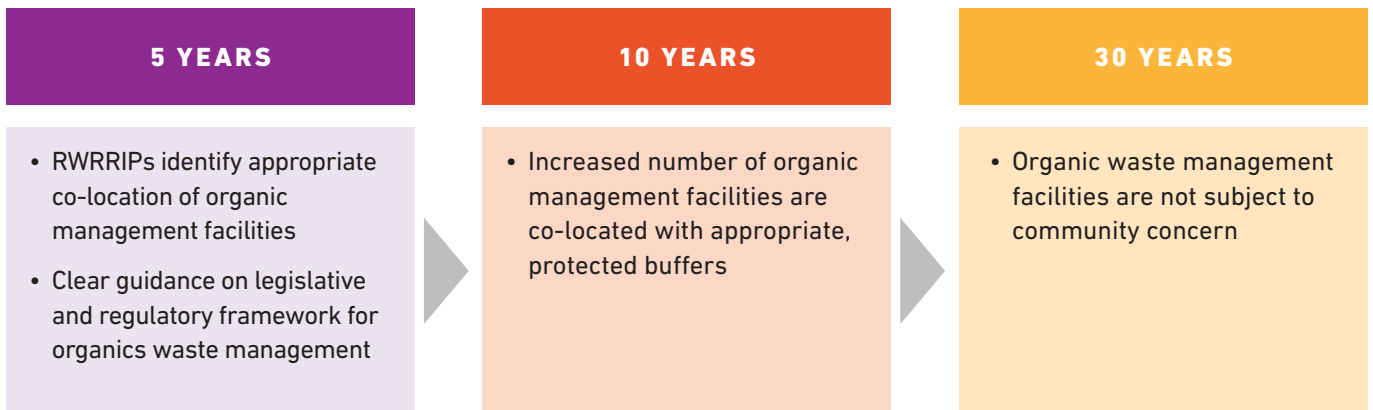 5 YEARS
• RWRRIPs identify appropriate
co-location of organic
management facilities
• Clear guidance on legislative
and regulatory framework for
organics waste management
10 YEARS
• Increased number of organic
management facilities are
co-located with appropriate,
protected buffers
30 YEARS
• Organic waste management
facilities are not subject to
community concern